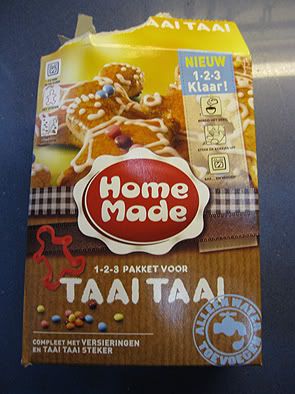 TAAI TAAI
NIEUW
1-2-3
Klaar!
Home
Made
1-2-3 PAKKET VOOR
TAAI TAAI
ALLEEN WATER
TOEVOEGEN
COMPLEET MET VERSIERINGEN
EN TAAI TAAI STEKER